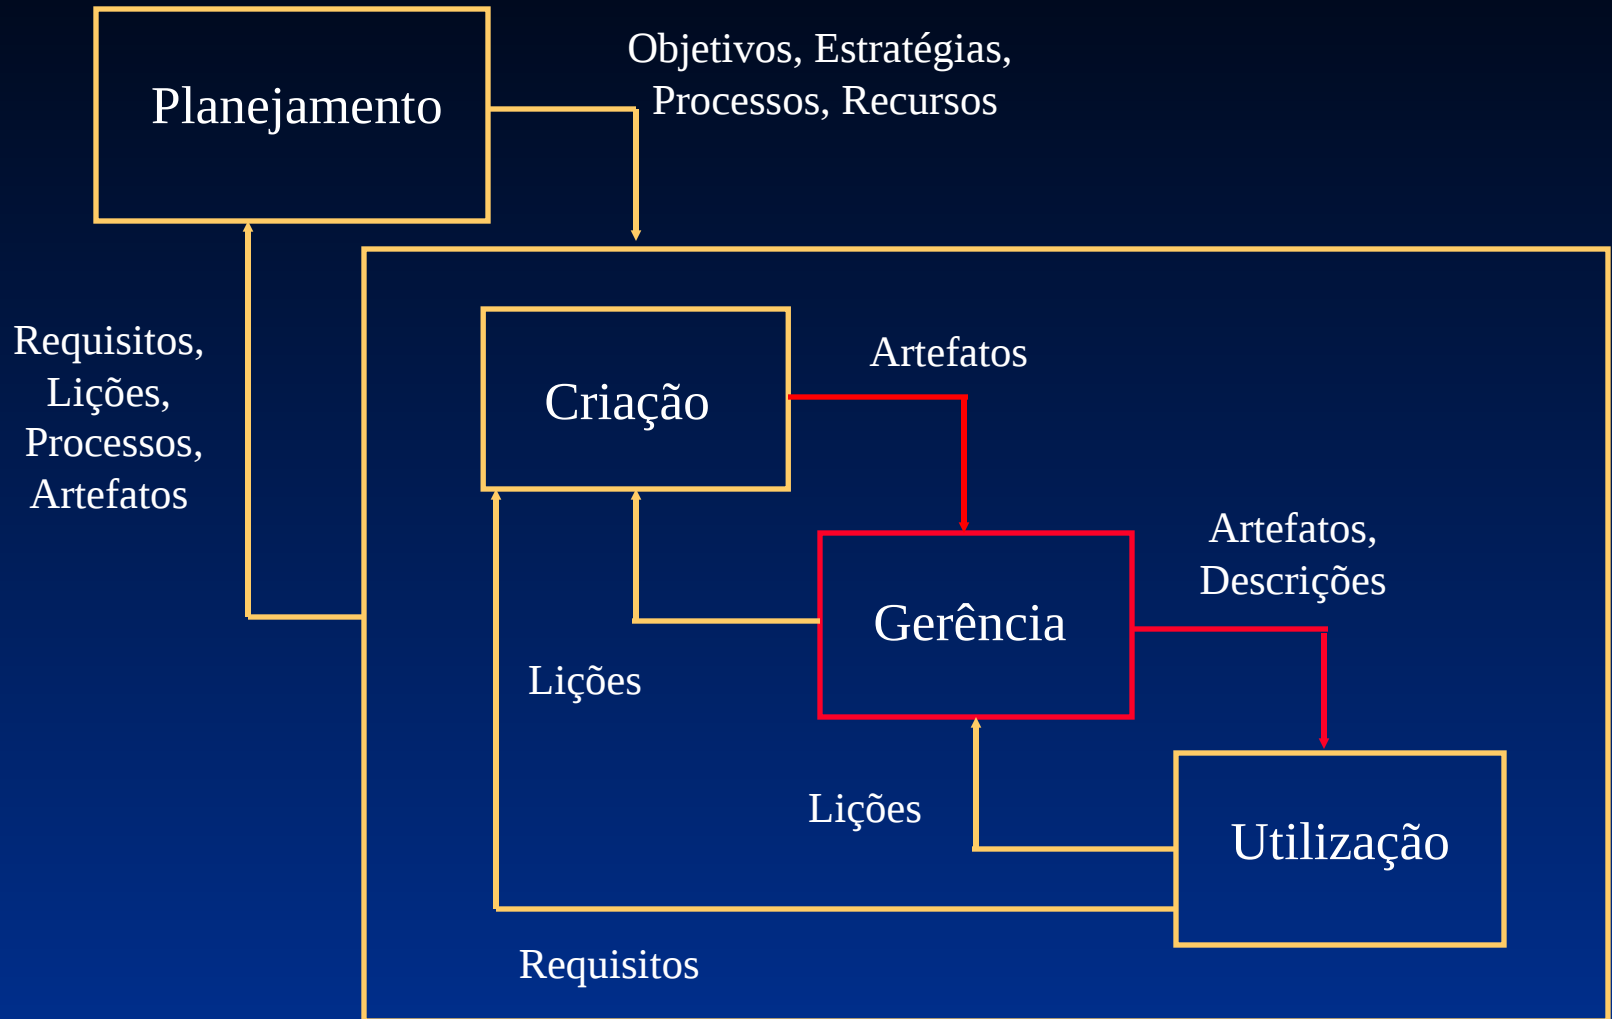 Objetivos, Estratégias,
Processos, Recursos
Planejamento
Requisitos,
Lições,
Processos,
Artefatos
Criação
Artefatos
Artefatos,
Descrições
Gerência
Lições
Lições
Utilização
Requisitos